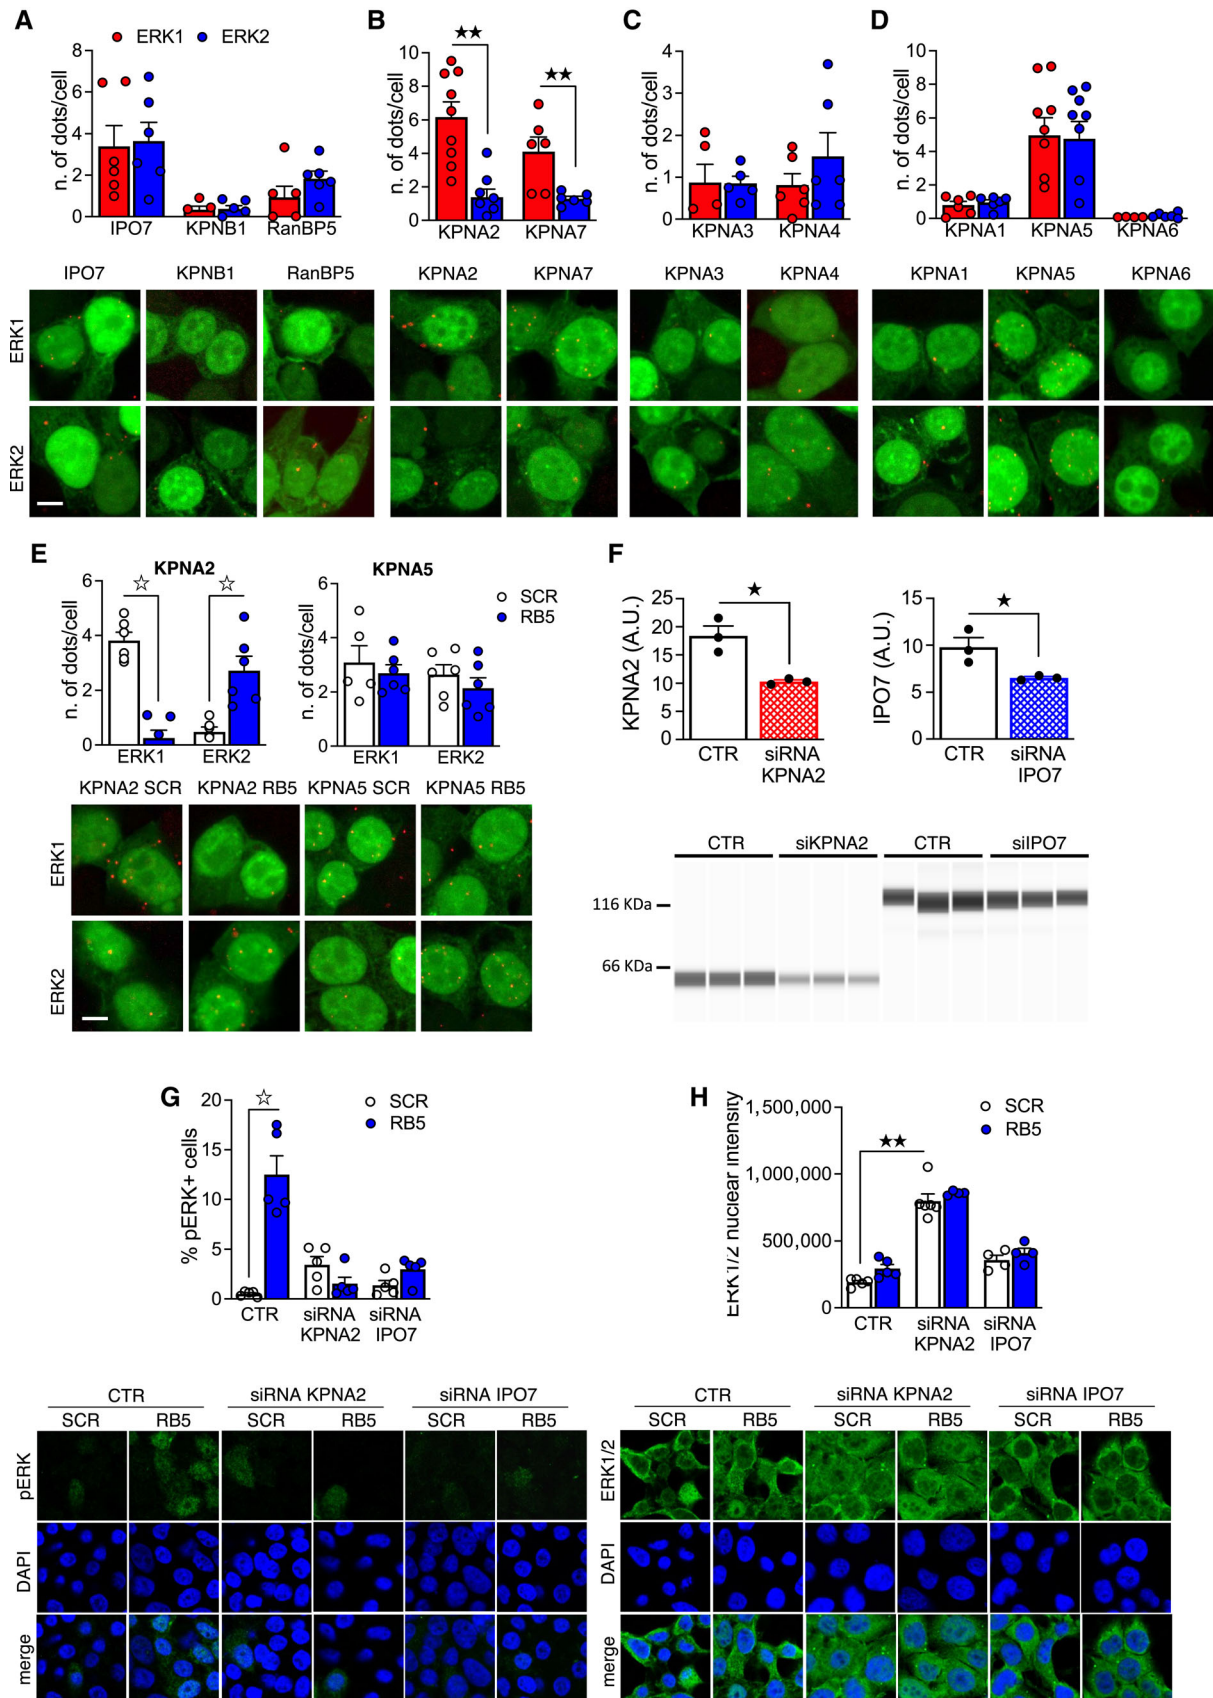 A
ERK1 ERK2
n. of dots/cell
8
6
4
2
0
IPO7 KPNB1 RanBP5
B
★★
★★
n. of dots/cell
10
8
6
4
2
0
KPNA2 KPNA7
C
n. of dots/cell
4
3
2
1
0
KPNA3 KPNA4
D
n. of dots/cell
10
8
6
4
2
0
KPNA1 KPNA5 KPNA6
IPO7 KPNB1 RanBP5 KPNA2 KPNA7 KPNA3 KPNA4 KPNA1 KPNA5 KPNA6
ERK1
ERK2
E
KPNA2
☆ ☆
n. of dots/cell
6
4
2
0
ERK1 ERK2
KPNA5
SCR
RB5
n. of dots/cell
6
4
2
0
ERK1 ERK2
KPNA2 SCR KPNA2 RB5 KPNA5 SCR KPNA5 RB5
ERK1
ERK2
F
★
KPNA2 (A.U.)
25
20
15
10
5
0
CTR siRNA
KPNA2
★
IPO7 (A.U.)
15
10
5
0
CTR siRNA
IPO7
CTR siKPNA2 CTR siIPO7
116 KDa
66 KDa
G
☆
SCR
RB5
% pERK+ cells
20
15
10
5
0
CTR siRNA siRNA
KPNA2 IPO7
H
★★
SCR
RB5
ERK1/2 nuclear intensity
1,500,000
1,000,000
500,000
0
CTR siRNA siRNA
KPNA2 IPO7
CTR siRNA KPNA2 siRNA IPO7
SCR RB5 SCR RB5 SCR RB5
pERK
DAPI
merge
CTR siRNA KPNA2 siRNA IPO7
SCR RB5 SCR RB5 SCR RB5
ERK1/2
DAPI
merge